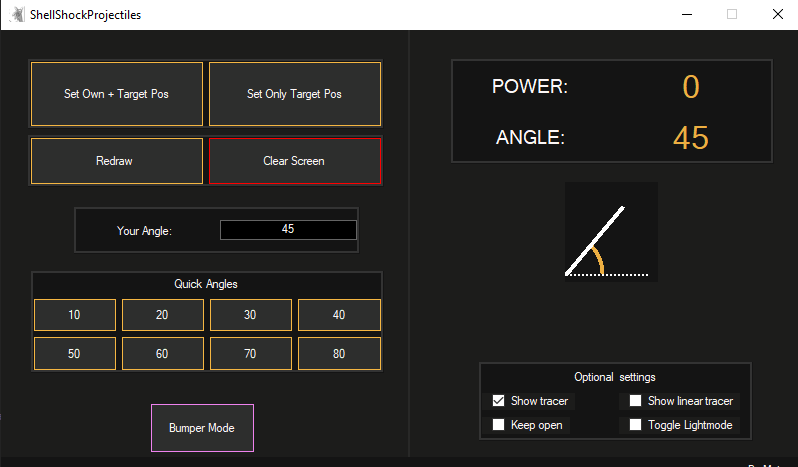 ShellShockProjectiles
Set Own + Target Pos
Set Only Target Pos
Redraw
Clear Screen
Your Angle:
45
Quick Angles
10
20
30
40
50
60
70
80
Bumper Mode
POWER:
0
ANGLE:
45
Optional settings
Show tracer
Show linear tracer
Keep open
Toggle Lightmode